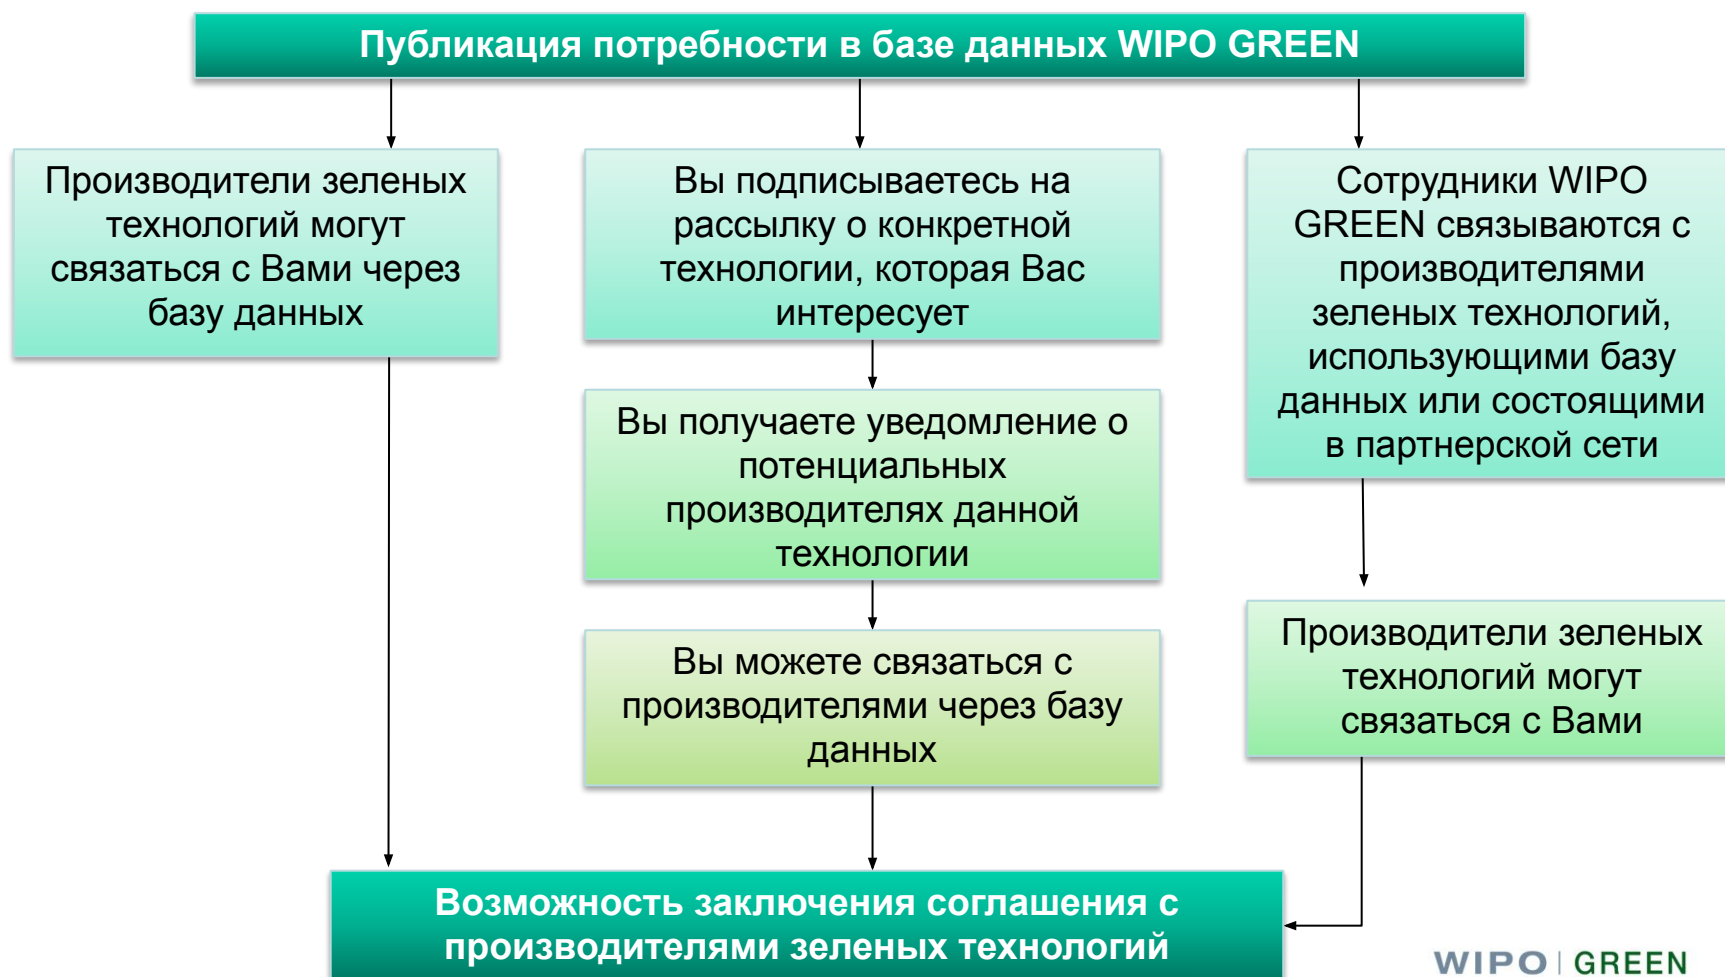 Публикация потребности в базе данных WIPO GREEN
Производители зеленых
технологий могут
связаться с Вами через
базу данных
Вы подписываетесь на
рассылку о конкретной
технологии, которая Вас
интересует
Вы получаете уведомление о
потенциальных
производителях данной
технологии
Вы можете связаться с
производителями через базу
данных
Сотрудники WIPO
GREEN связываются с
производителями
зеленых технологий,
использующими базу
данных или состоящими
в партнерской сети
Производители зеленых
технологий могут
связаться с Вами
Возможность заключения соглашения с
производителями зеленых технологий
WIPO | GREEN